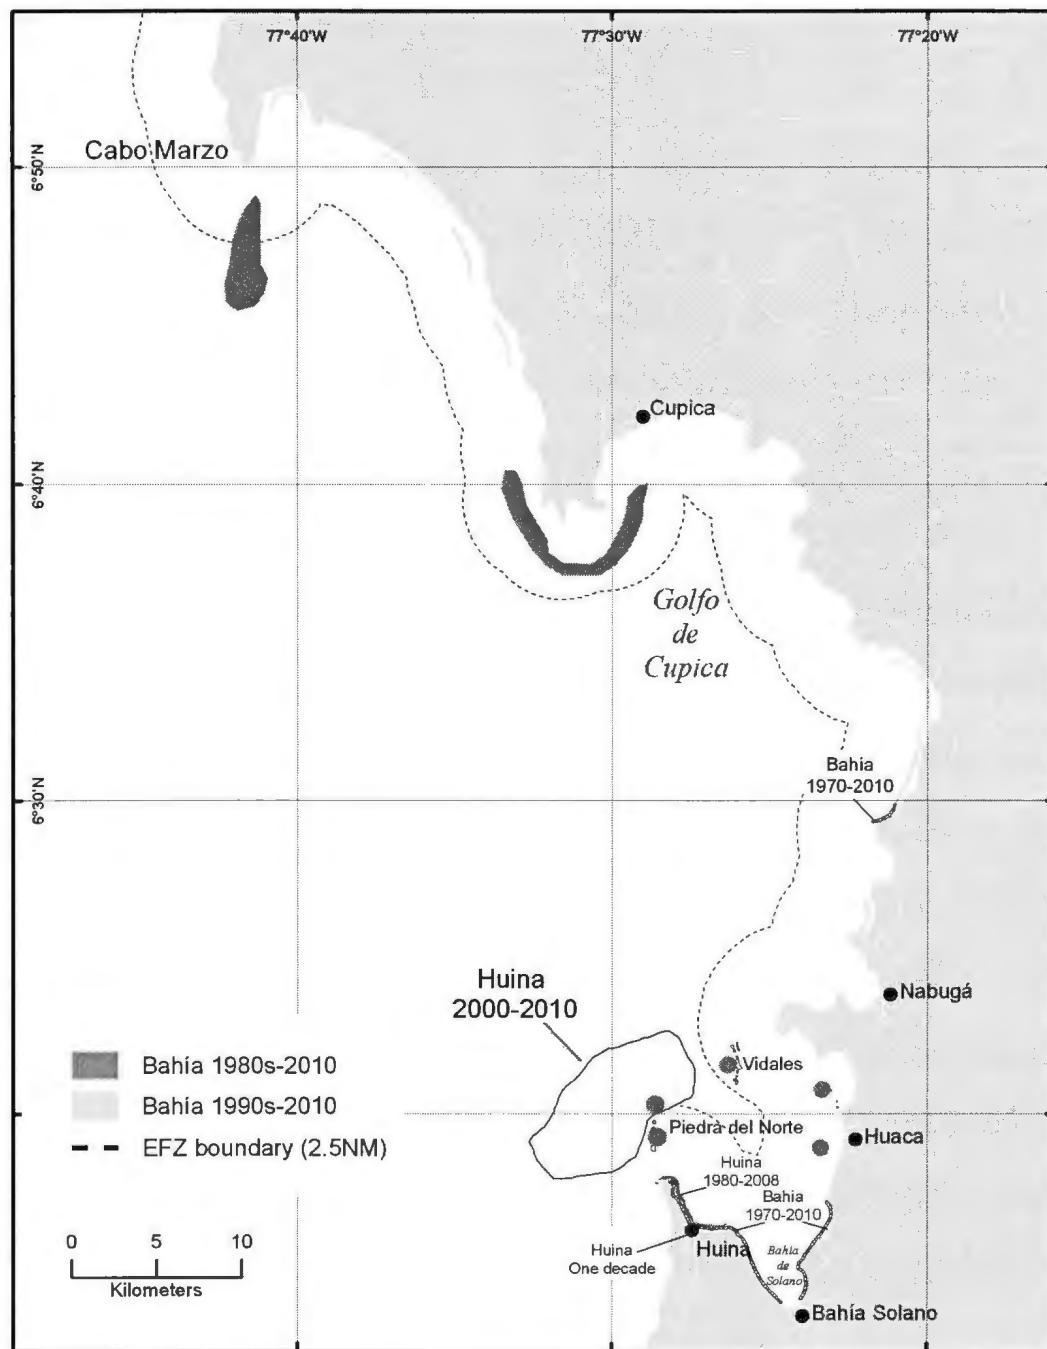 77°40'W
77°30'W
77°20'W
Cabo Marzo
6°50'N
Cupica
6°40'N
Golfo
de
Cupica
Bahía
1970-2010
6°30'N
Huina
2000-2010
Nabugá
Vidales
Bahía 1980s-2010
Bahía 1990s-2010
EFZ boundary (2.5NM)
Piedra del Norte
Huaca
Huina
1980-2008
Bahía
1970-2010
Huina
One decade
Huina
Bahía
de
Solano
Bahía Solano
0 5 10
Kilometers